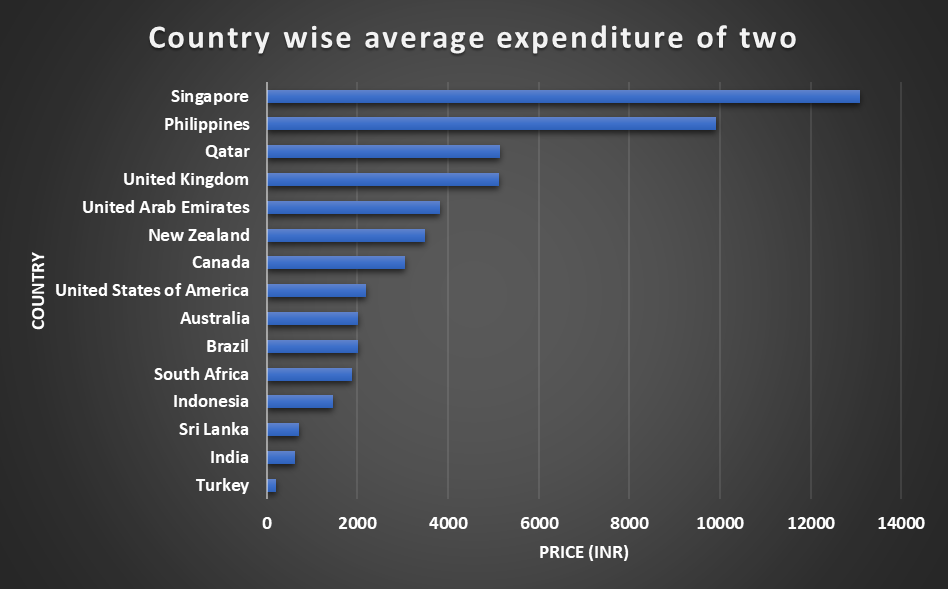 Country wise average expenditure of two
Singapore
Philippines
Qatar
United Kingdom
United Arab Emirates
New Zealand
Canada
United States of America
Australia
Brazil
South Africa
Indonesia
Sri Lanka
India
Turkey
COUNTRY
0 2000 4000 6000 8000 10000 12000 14000
PRICE (INR)